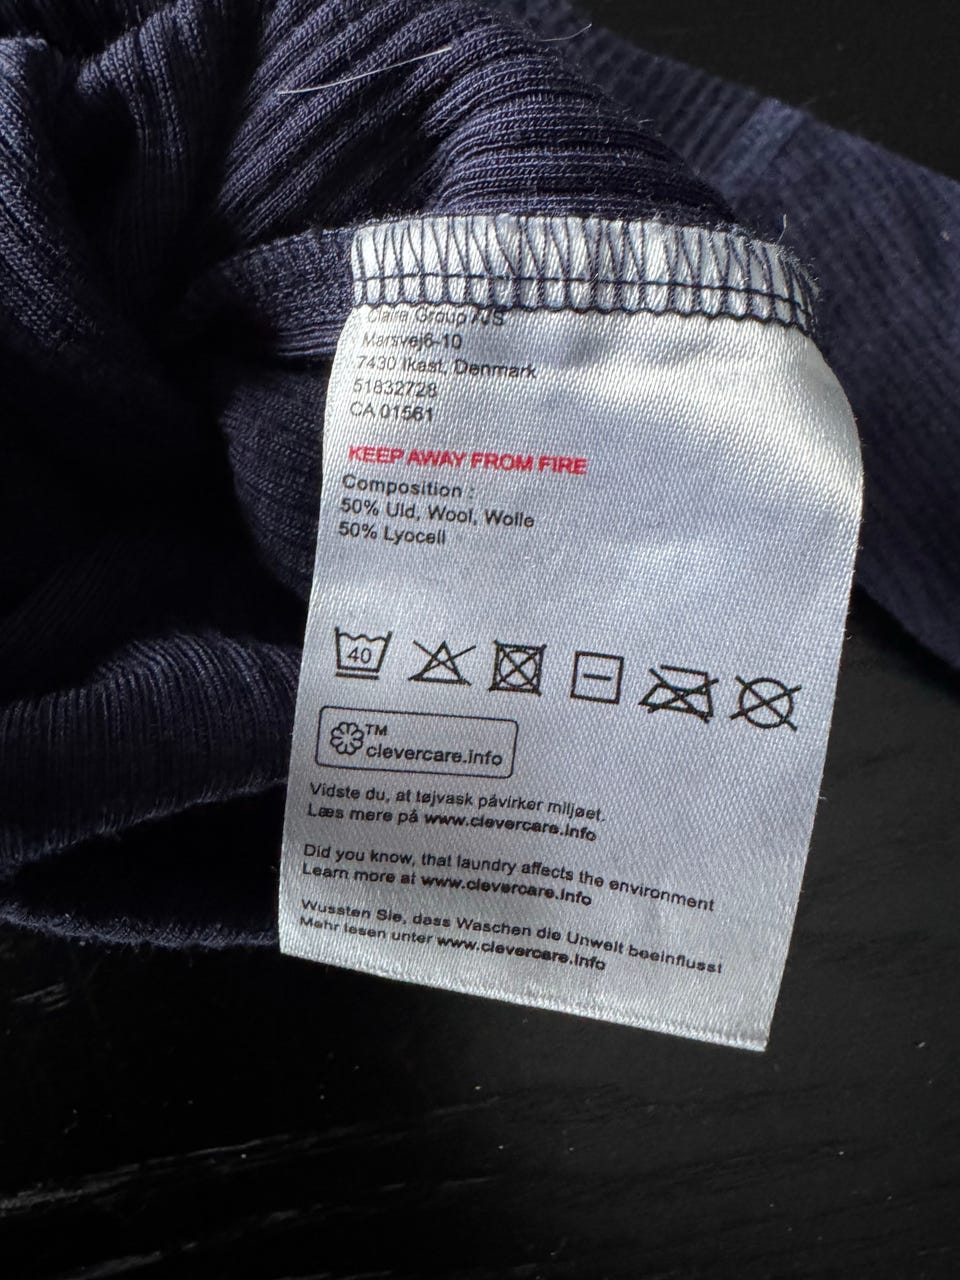 Claire Group A/S
Marsvej6-10
7430 Ikast, Denmark
51832728
CA 01561
KEEP AWAY FROM FIRE
Composition :
50% Uld, Wool, Wolle
50% Lyocell
40
TM
clevercare.info
Vidste du, at tøjvask påvirker miljøet.
Læs mere på www.clevercare.info
Did you know, that laundry affects the environment
Learn more at www.clevercare.info
Wussten Sie, dass Waschen die Unwelt beeinflusst
Mehr lesen unter www.clevercare.info